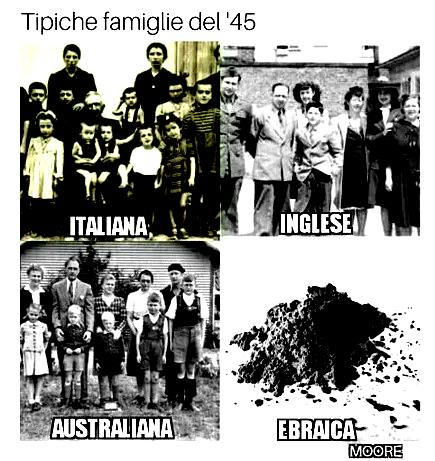 Tipiche famiglie del '45
ITALIANA
INGLESE
AUSTRALIANA
EBRAICA
MOORE